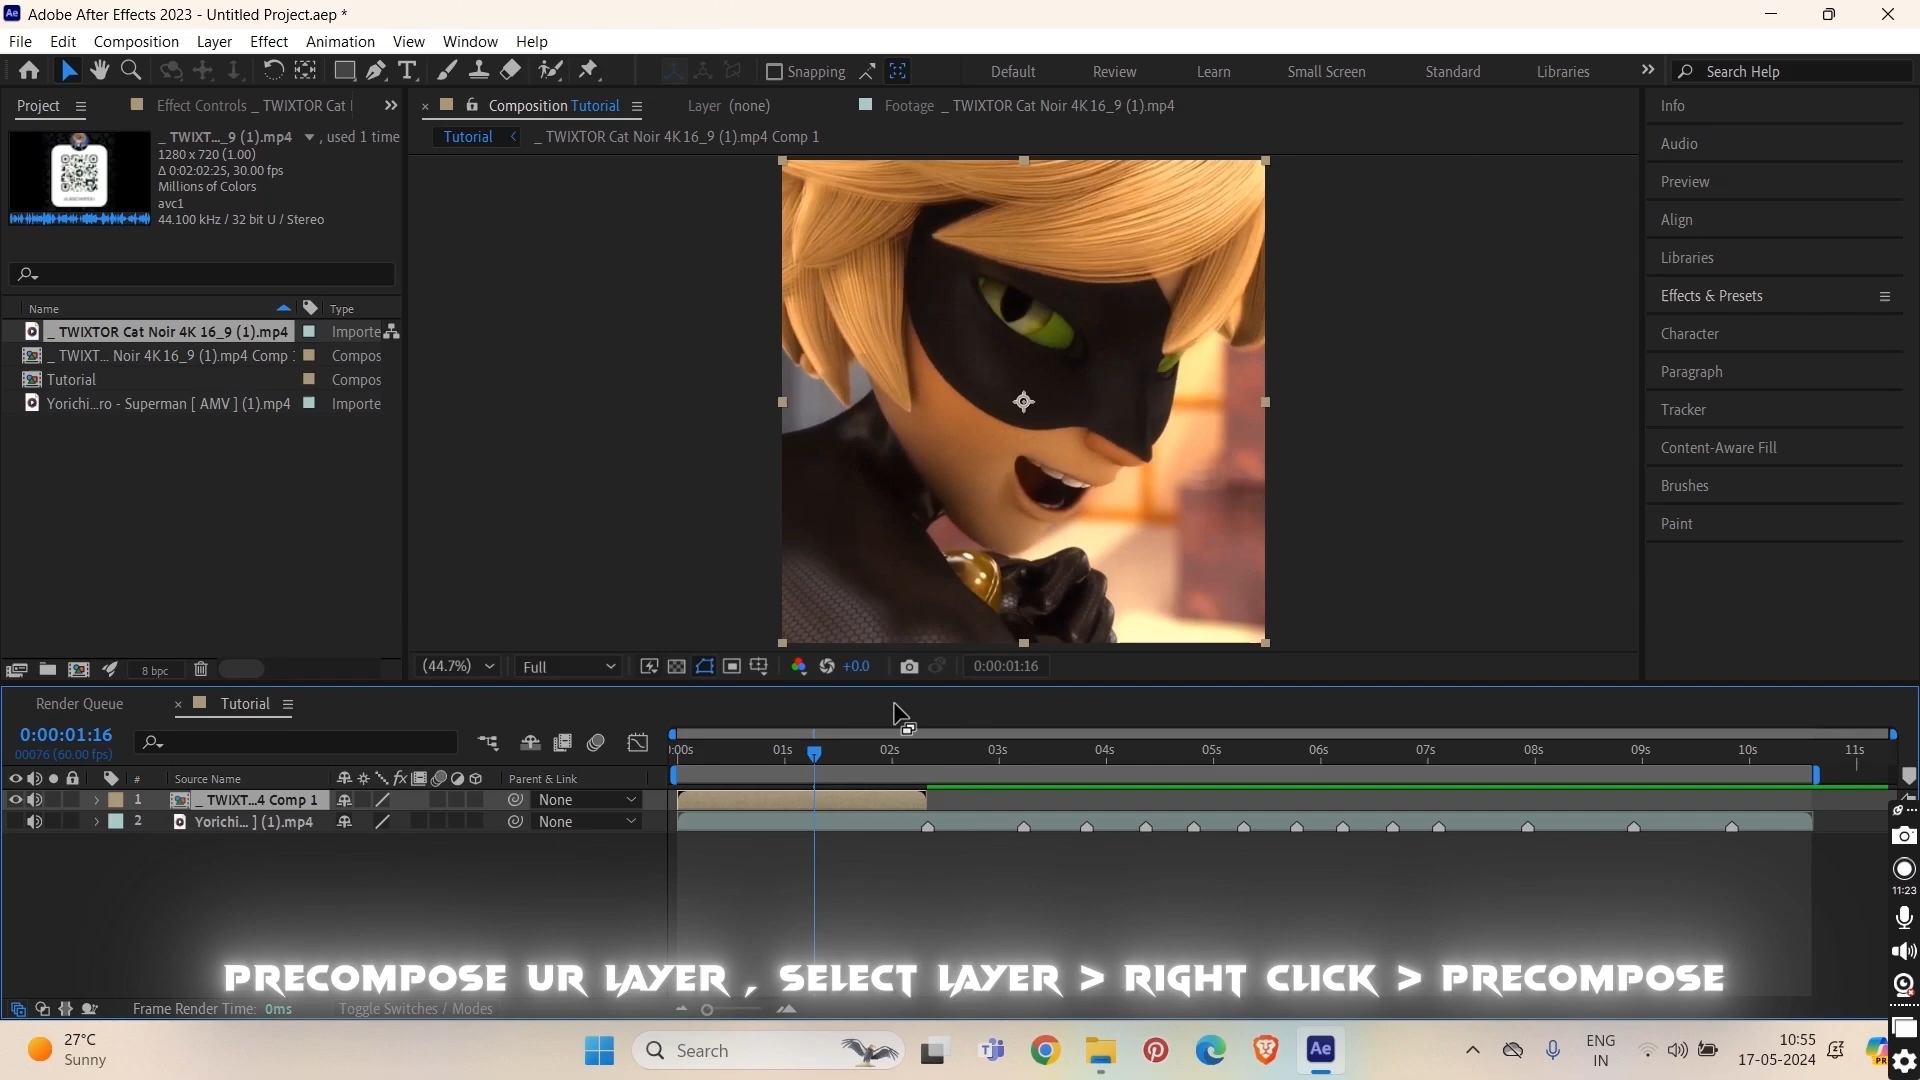 Adobe After Effects 2023 - Untitled Project.aep *
File Edit Composition Layer Effect Animation View Window Help
Snapping Default Review Learn Small Screen Standard Libraries Search Help
Project Effect Controls _ TWIXTOR Cat
Composition Tutorial Layer (none) Footage _ TWIXTOR Cat Noir 4K 16_9 (1).mp4
Tutorial _ TWIXTOR Cat Noir 4K 16_9 (1).mp4 Comp 1
_ TWIXT..._9 (1).mp4 , used 1 time
1280 x 720 (1.00)
Δ 0:02:02:25, 30.00 fps
Millions of Colors
avc1
44.100 kHz / 32 bit U / Stereo
Name Type
_ TWIXTOR Cat Noir 4K 16_9 (1).mp4 Importe
_ TWIXT... Noir 4K 16_9 (1).mp4 Comp Compos
Tutorial Compos
Yorichi...ro - Superman [ AMV ] (1).mp4 Importe
Info
Audio
Preview
Align
Libraries
Effects & Presets
Character
Paragraph
Tracker
Content-Aware Fill
Brushes
Paint
8 bpc
(44.7%) Full +0.0 0:00:01:16
Render Queue Tutorial
0:00:01:16
00076 (60.00 fps)
:00s 01s 02s 03s 04s 05s 06s 07s 08s 09s 10s 11s
# Source Name fx Parent & Link
1 _ TWIXT...4 Comp 1 None
2 Yorichi... ] (1).mp4 None
11:23
PRECOMPOSE UR LAYER , SELECT LAYER > RIGHT CLICK > PRECOMPOSE
Frame Render Time: 0ms Toggle Switches / Modes
27°C
Sunny
Search
Ae
ENG
IN
10:55
17-05-2024